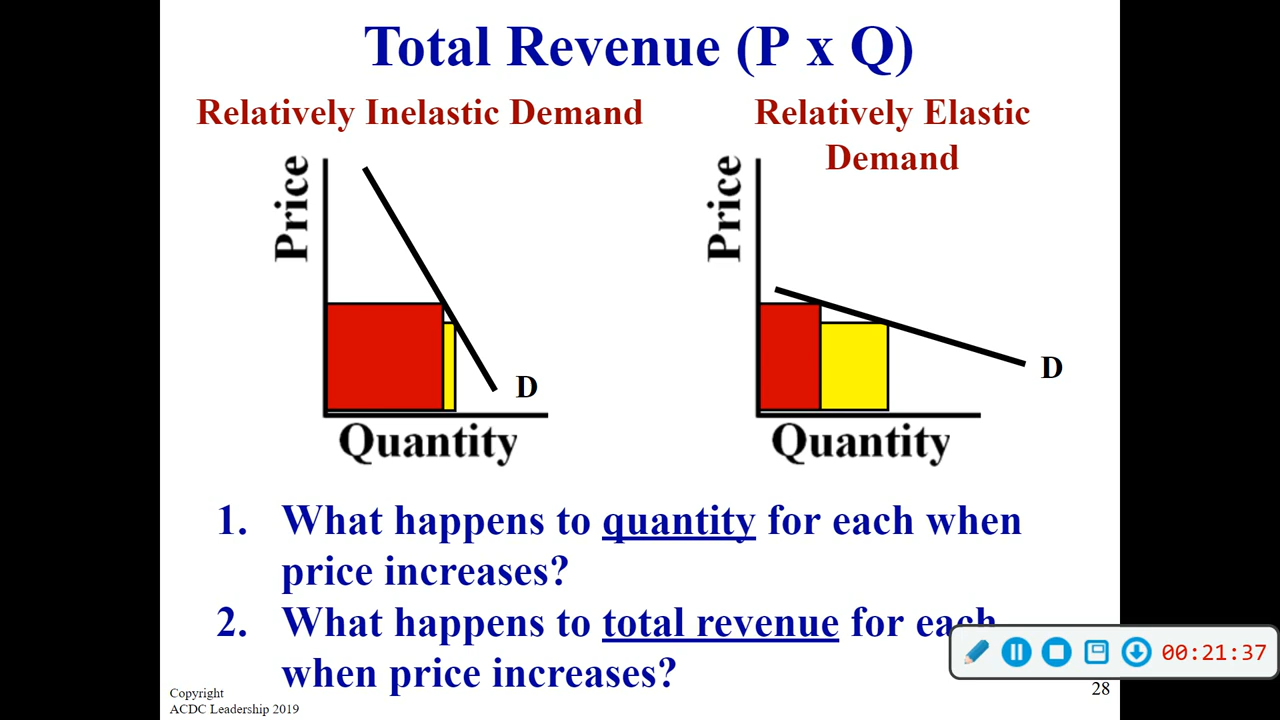 Total Revenue (P x Q)
Relatively Inelastic Demand
Relatively Elastic
Demand
Price
D
Quantity
Price
D
Quantity
1. What happens to quantity for each when
price increases?
2. What happens to total revenue for each
when price increases?
00:21:37
Copyright
ACDC Leadership 2019
28